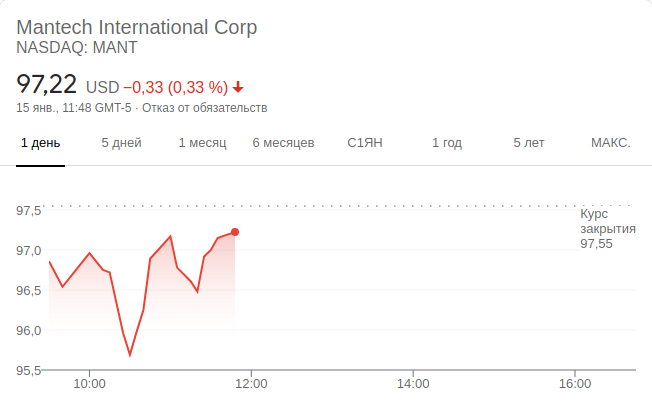 Mantech International Corp
NASDAQ: MANT
97,22 USD −0,33 (0,33 %)
15 янв., 11:48 GMT-5 · Отказ от обязательств
1 день 5 дней 1 месяц 6 месяцев С1ЯН 1 год 5 лет МАКС.
97,5
Курс
закрытия
97,55
97,0
96,5
96,0
95,5
10:00 12:00 14:00 16:00